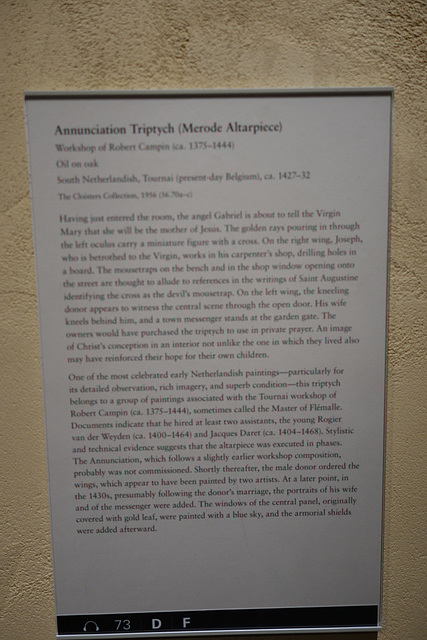 Annunciation Triptych (Merode Altarpiece)
Workshop of Robert Campin (ca. 1375–1444)
Oil on oak
South Netherlandish, Tournai (present-day Belgium), ca. 1427–32
The Cloisters Collection, 1956 (56.70a–c)
Having just entered the room, the angel Gabriel is about to tell the Virgin
Mary that she will be the mother of Jesus. The golden rays pouring in through
the left oculus carry a miniature figure with a cross. On the right wing, Joseph,
who is betrothed to the Virgin, works in his carpenter's shop, drilling holes in
a board. The mousetraps on the bench and in the shop window opening onto
the street are thought to allude to references in the writings of Saint Augustine
identifying the cross as the devil's mousetrap. On the left wing, the kneeling
donor appears to witness the central scene through the open door. His wife
kneels behind him, and a town messenger stands at the garden gate. The
owners would have purchased the triptych to use in private prayer. An image
of Christ's conception in an interior not unlike the one in which they lived also
may have reinforced their hope for their own children.
One of the most celebrated early Netherlandish paintings—particularly for
its detailed observation, rich imagery, and superb condition—this triptych
belongs to a group of paintings associated with the Tournai workshop of
Robert Campin (ca. 1375–1444), sometimes called the Master of Flémalle.
Documents indicate that he hired at least two assistants, the young Rogier
van der Weyden (ca. 1400–1464) and Jacques Daret (ca. 1404–1468). Stylistic
and technical evidence suggests that the altarpiece was executed in phases.
The Annunciation, which follows a slightly earlier workshop composition,
probably was not commissioned. Shortly thereafter, the male donor ordered the
wings, which appear to have been painted by two artists. At a later point, in
the 1430s, presumably following the donor's marriage, the portraits of his wife
and of the messenger were added. The windows of the central panel, originally
covered with gold leaf, were painted with a blue sky, and the armorial shields
were added afterward.
73 D F